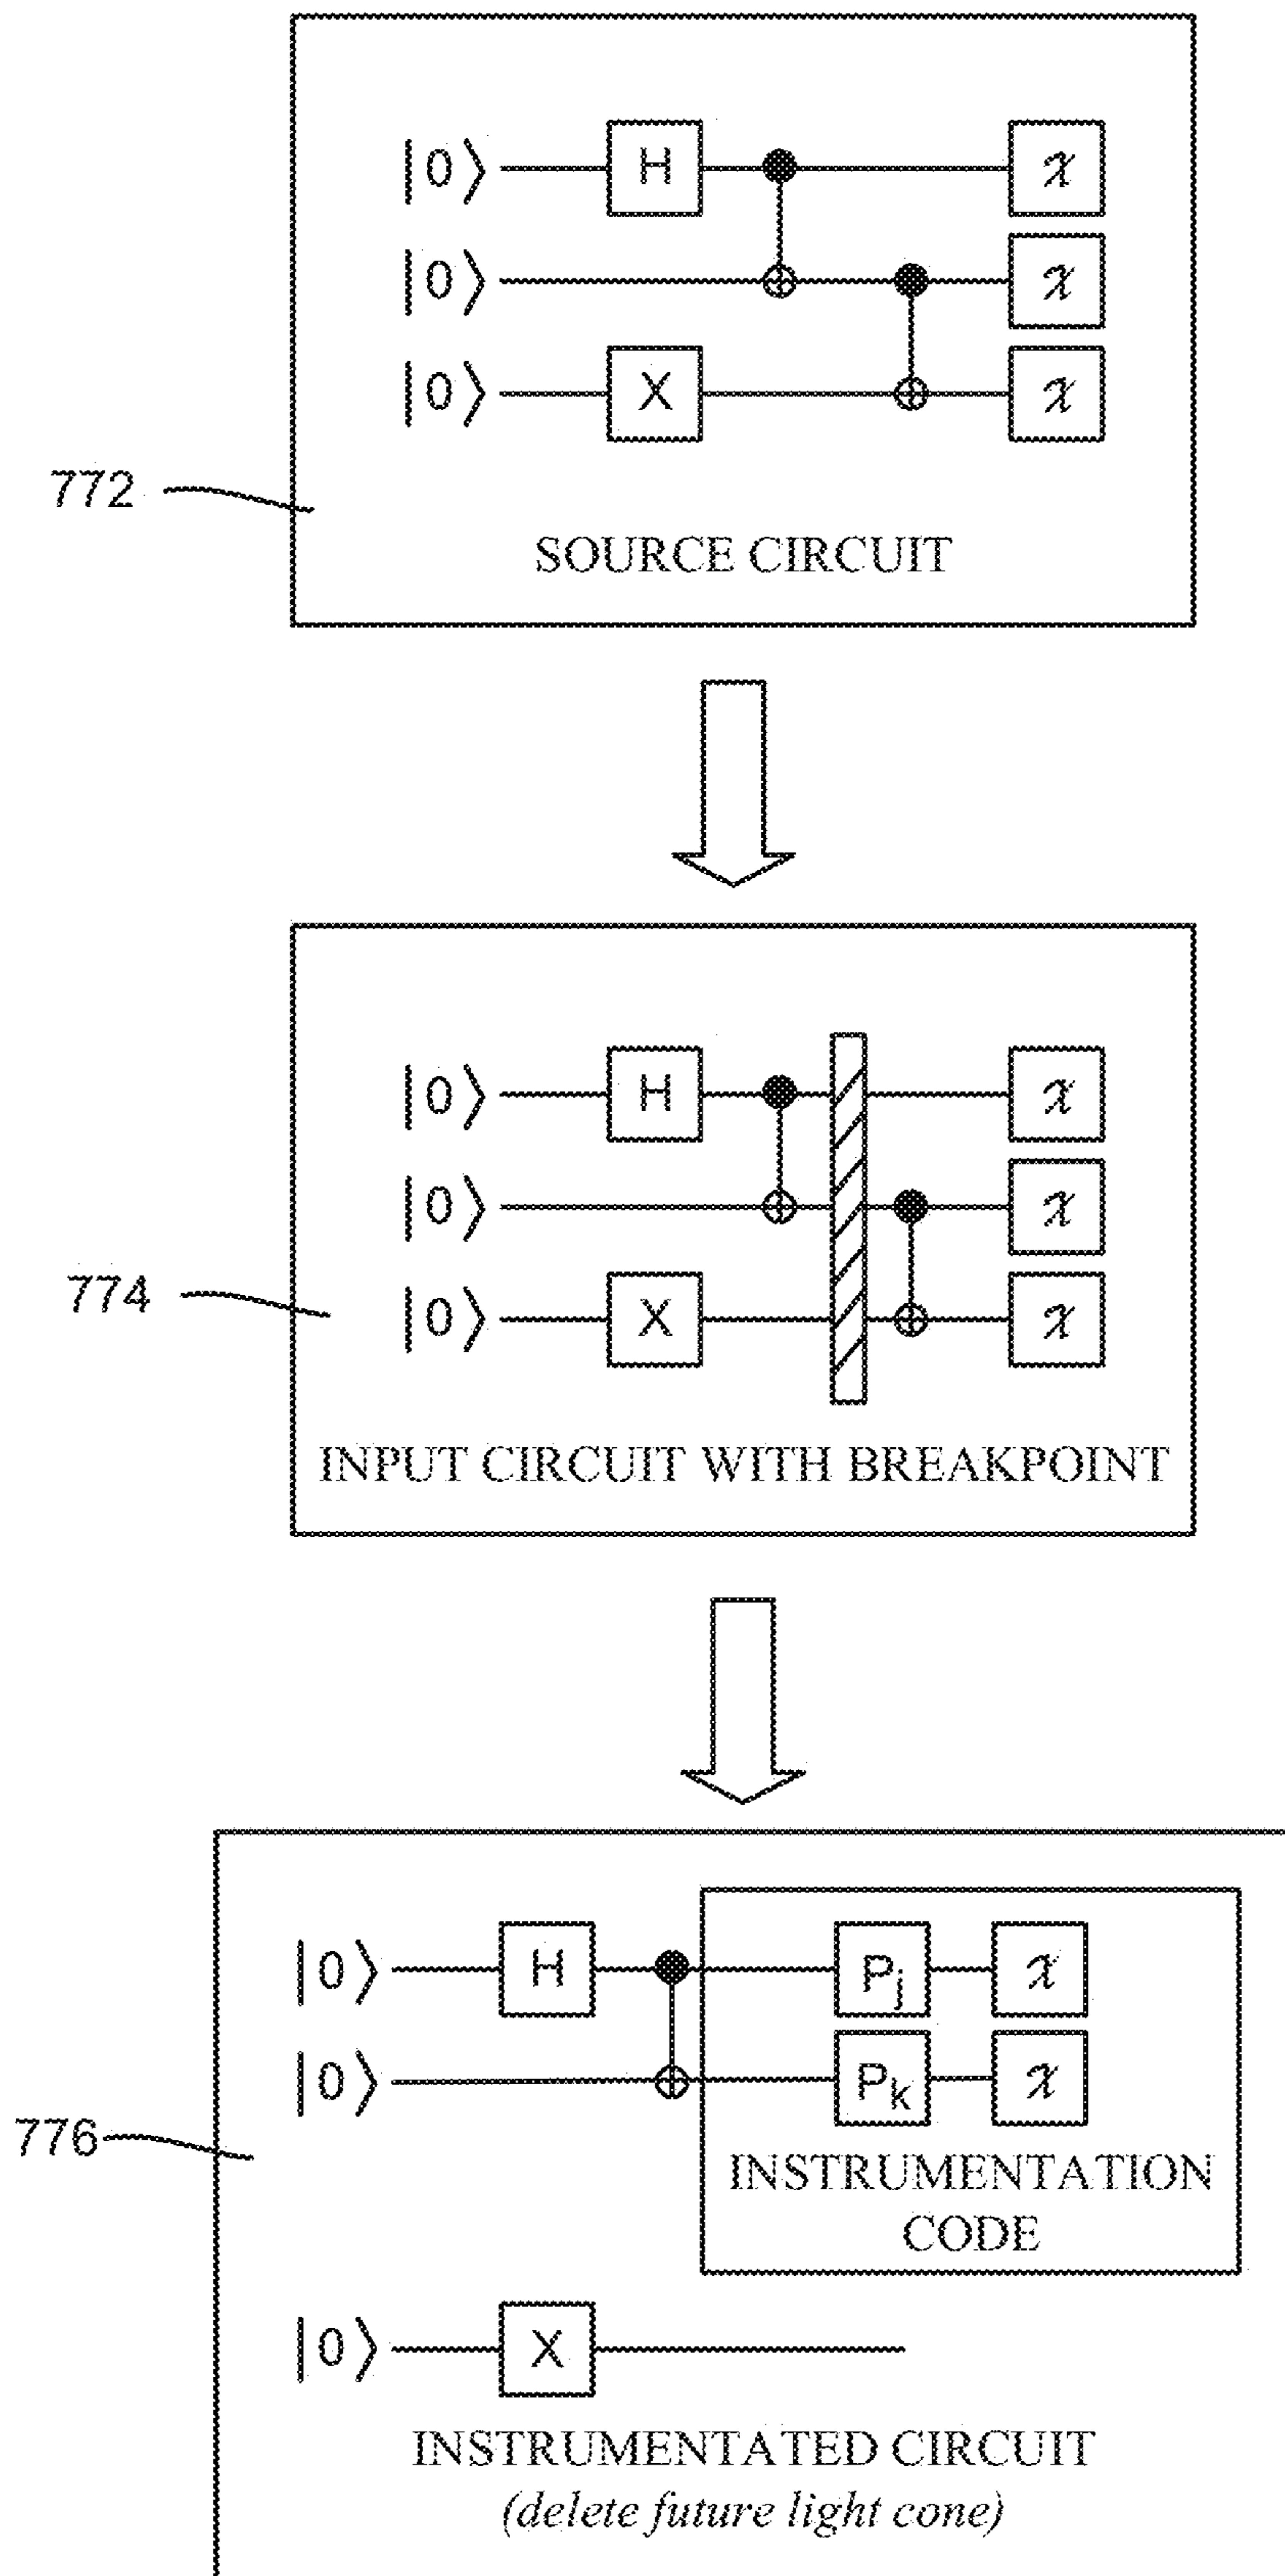 |0⟩ H 𝓍
|0⟩ 𝓍
|0⟩ X 𝓍
772
SOURCE CIRCUIT
|0⟩ H 𝓍
|0⟩ 𝓍
774
|0⟩ X 𝓍
INPUT CIRCUIT WITH BREAKPOINT
|0⟩ H Pj 𝓍
|0⟩ Pk 𝓍
776
INSTRUMENTATION
CODE
|0⟩ X
INSTRUMENTATED CIRCUIT
(delete future light cone)